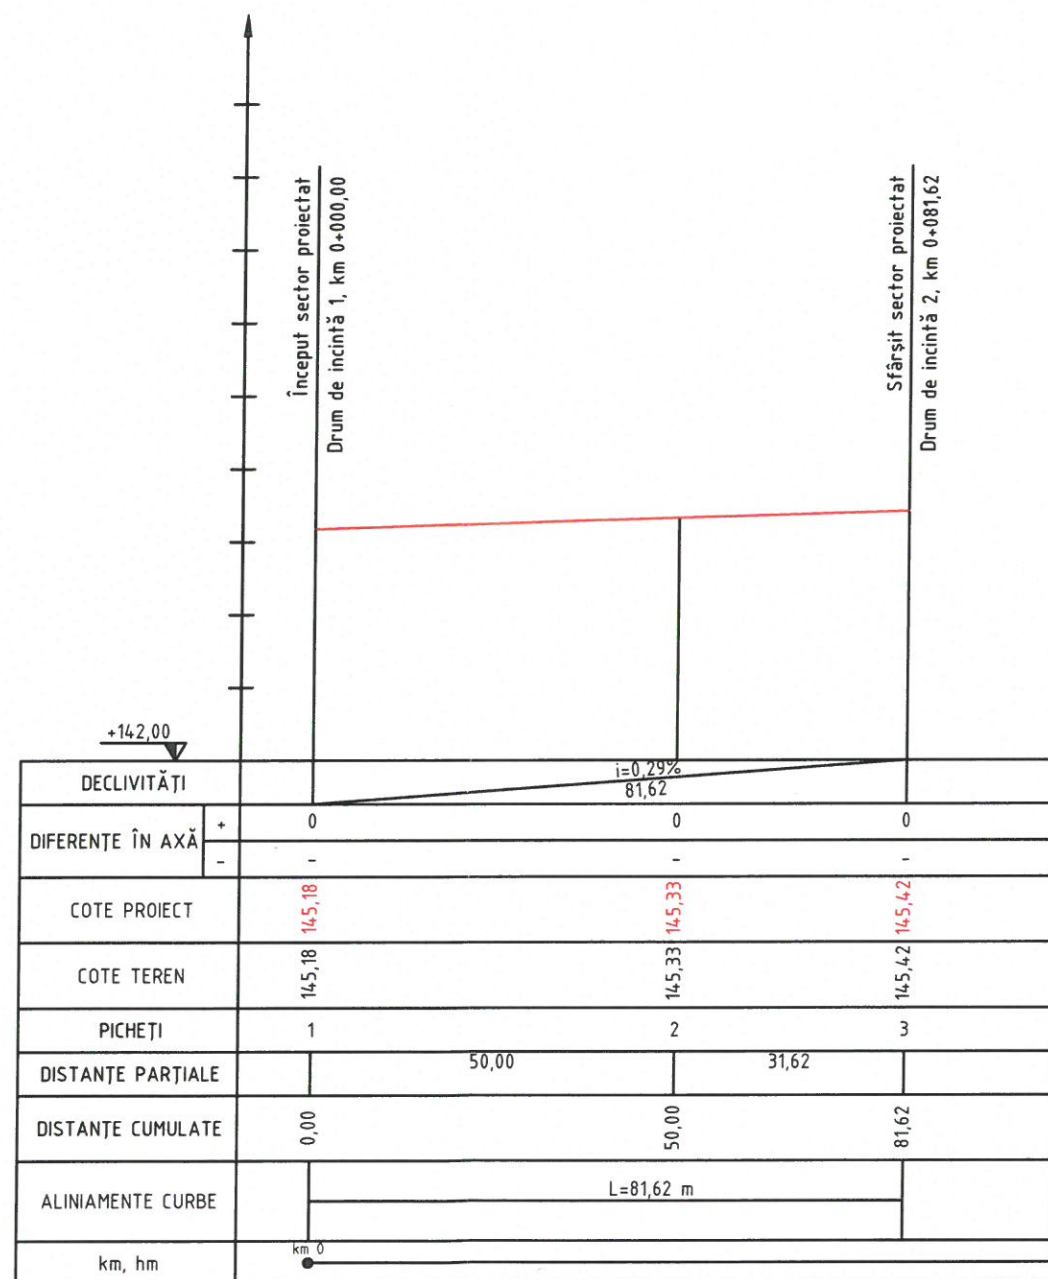 Început sector proiectat
Drum de incintă 1, km 0+000,00
Sfârșit sector proiectat
Drum de incintă 2, km 0+081,62
+142,00
DECLIVITĂȚI
i=0,29%
81,62
DIFERENȚE ÎN AXĂ
+ 0 0 0
- - - -
COTE PROIECT 145,18 145,33 145,42
COTE TEREN 145,18 145,33 145,42
PICHEȚI 1 2 3
DISTANȚE PARȚIALE 50,00 31,62
DISTANȚE CUMULATE 0,00 50,00 81,62
ALINIAMENTE CURBE L=81,62 m
km, hm km 0